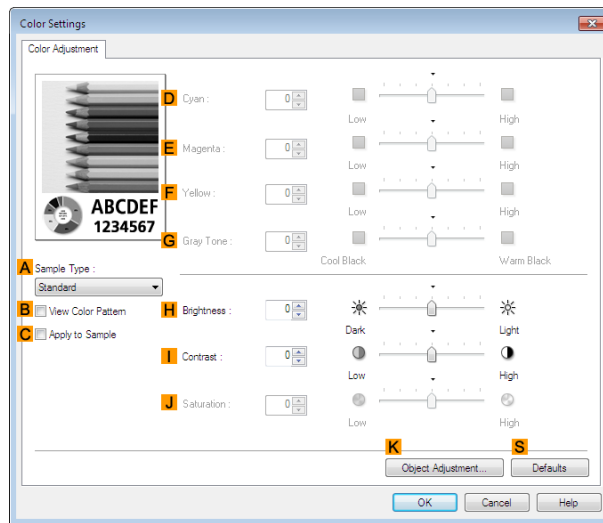 Color Settings
Color Adjustment
D Cyan : 0
Low High
E Magenta : 0
Low High
F Yellow : 0
Low High
ABCDEF
1234567
G Gray Tone : 0
Cool Black Warm Black
A Sample Type :
Standard
B View Color Pattern
H Brightness : 0
Dark Light
C Apply to Sample
I Contrast : 0
Low High
J Saturation : 0
Low High
K S
Object Adjustment... Defaults
OK Cancel Help